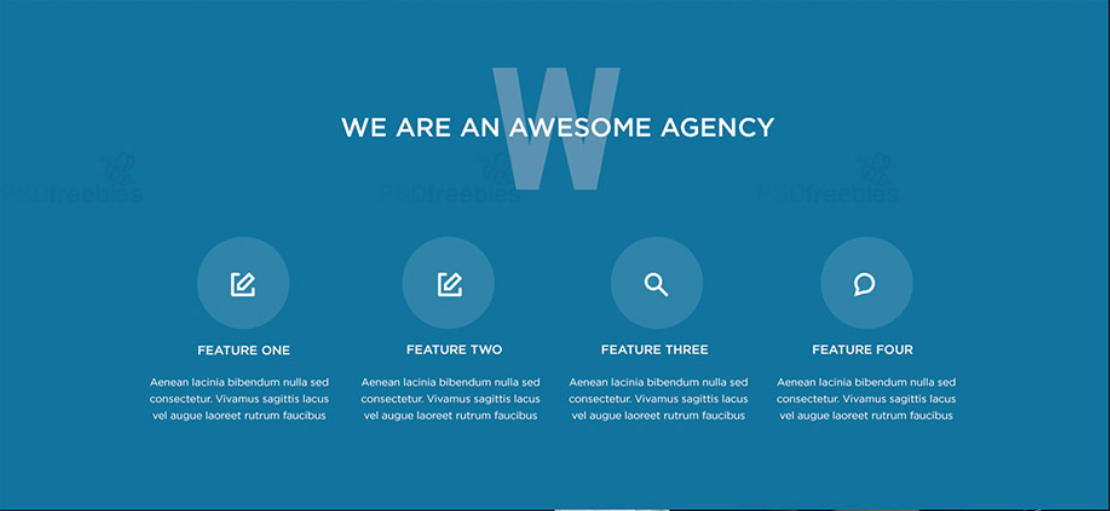 W
WE ARE AN AWESOME AGENCY
PSDfreebies PSDfreebies PSDfreebies
FEATURE ONE
Aenean lacinia bibendum nulla sed
consectetur. Vivamus sagittis lacus
vel augue laoreet rutrum faucibus
FEATURE TWO
Aenean lacinia bibendum nulla sed
consectetur. Vivamus sagittis lacus
vel augue laoreet rutrum faucibus
FEATURE THREE
Aenean lacinia bibendum nulla sed
consectetur. Vivamus sagittis lacus
vel augue laoreet rutrum faucibus
FEATURE FOUR
Aenean lacinia bibendum nulla sed
consectetur. Vivamus sagittis lacus
vel augue laoreet rutrum faucibus